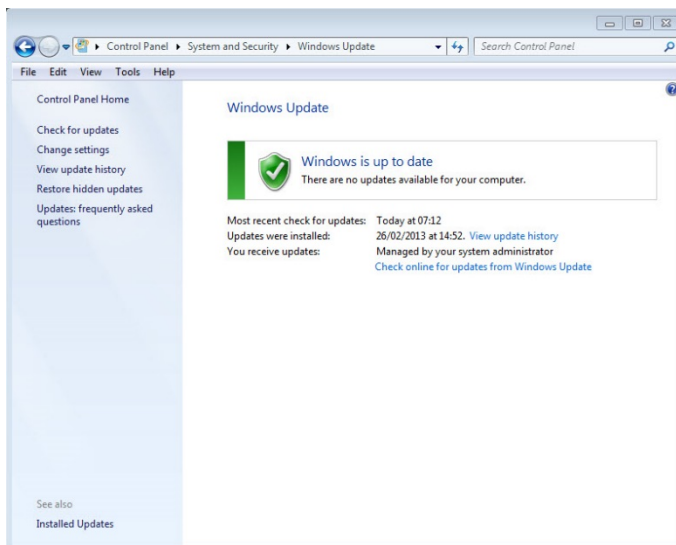 Control Panel ▸ System and Security ▸ Windows Update
Search Control Panel
File Edit View Tools Help
Control Panel Home
Check for updates
Change settings
View update history
Restore hidden updates
Updates: frequently asked
questions
See also
Installed Updates
Windows Update
Windows is up to date
There are no updates available for your computer.
Most recent check for updates: Today at 07:12
Updates were installed: 26/02/2013 at 14:52. View update history
You receive updates: Managed by your system administrator
Check online for updates from Windows Update